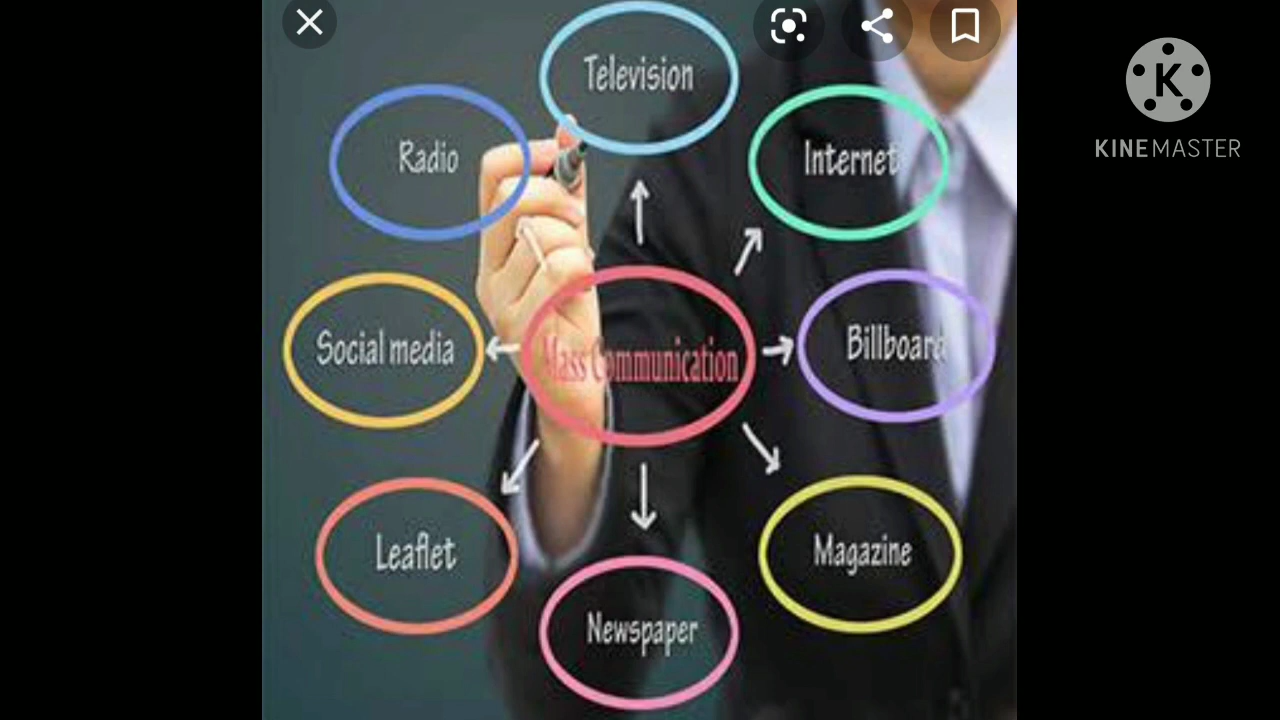 Television
Radio
Internet
Social media
Mass Communication
Billboard
Leaflet
Magazine
Newspaper
K
KINEMASTER